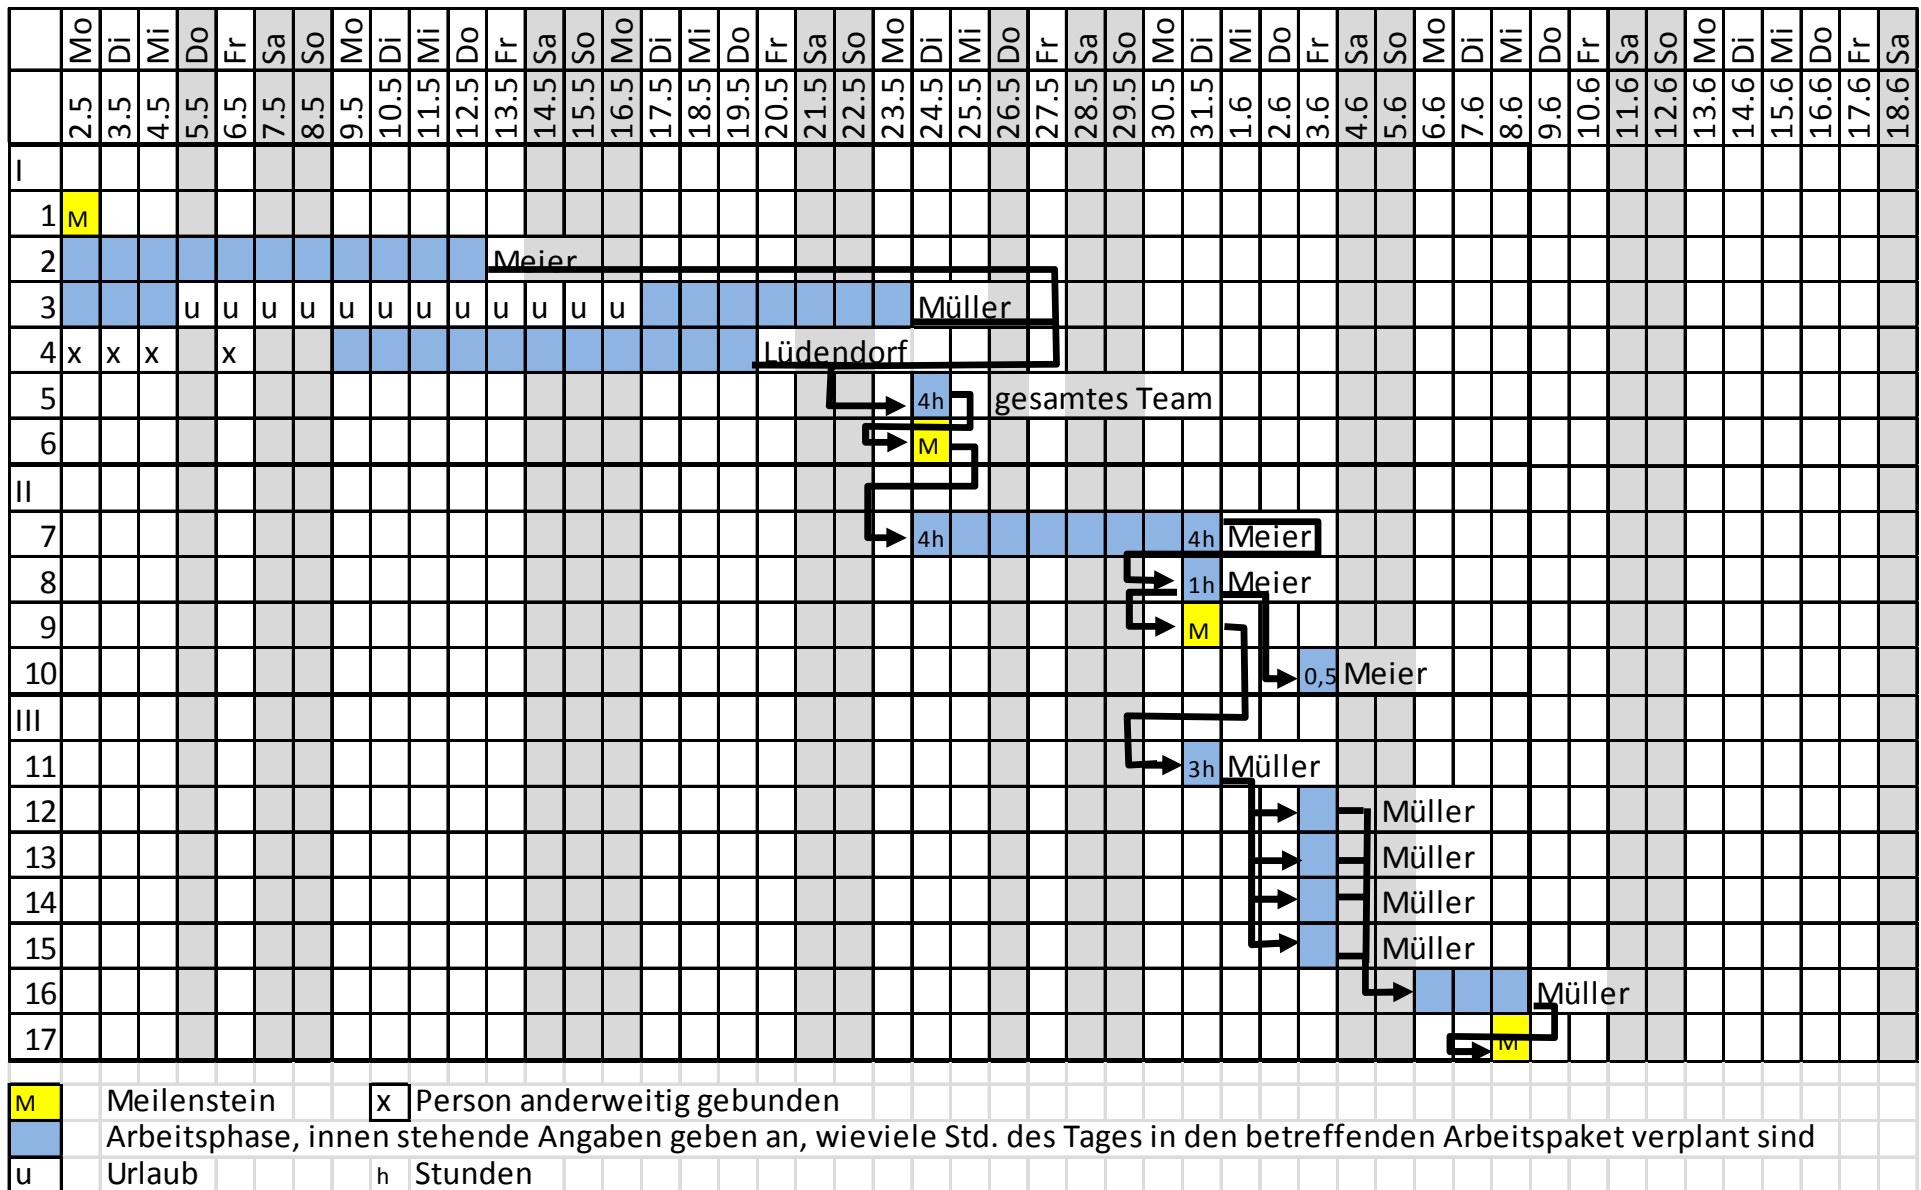 Mo Di Mi Do Fr Sa So Mo Di Mi Do Fr Sa So Mo Di Mi Do Fr Sa So Mo Di Mi Do Fr Sa So Mo Di Mi Do Fr Sa So Mo Di Mi Do Fr Sa So Mo Di Mi Do Fr Sa
2.5 3.5 4.5 5.5 6.5 7.5 8.5 9.5 10.5 11.5 12.5 13.5 14.5 15.5 16.5 17.5 18.5 19.5 20.5 21.5 22.5 23.5 24.5 25.5 26.5 27.5 28.5 29.5 30.5 31.5 1.6 2.6 3.6 4.6 5.6 6.6 7.6 8.6 9.6 10.6 11.6 12.6 13.6 14.6 15.6 16.6 17.6 18.6
I
1 M
2 Meier
3 u u u u u u u u u u u u Müller
4 x x x x Lüdendorf
5 4h gesamtes Team
6 M
II
7 4h 4h Meier
8 1h Meier
9 M
10 0,5 Meier
III
11 3h Müller
12 Müller
13 Müller
14 Müller
15 Müller
16 Müller
17 M
M Meilenstein x Person anderweitig gebunden
Arbeitsphase, innen stehende Angaben geben an, wieviele Std. des Tages in den betreffenden Arbeitspaket verplant sind
u Urlaub h Stunden